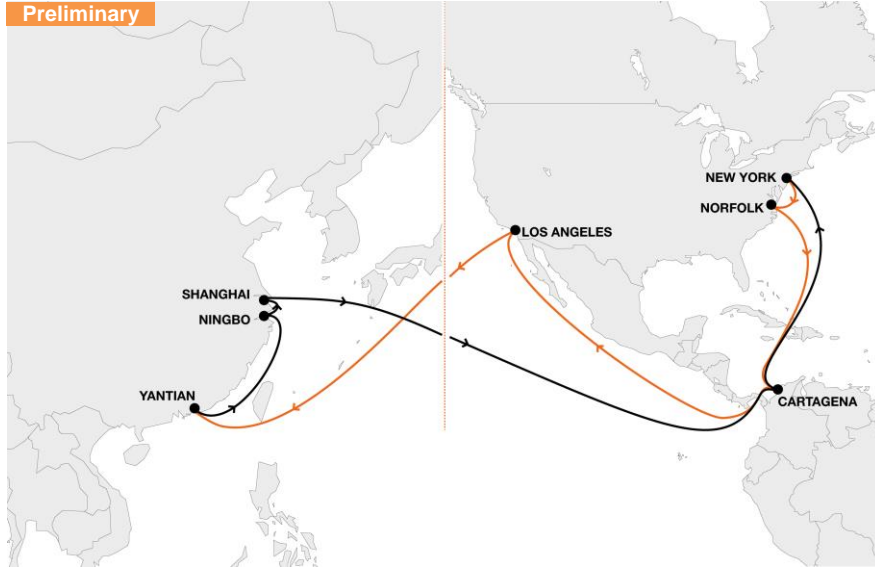 Preliminary
NEW YORK
NORFOLK
LOS ANGELES
SHANGHAI
NINGBO
YANTIAN
CARTAGENA